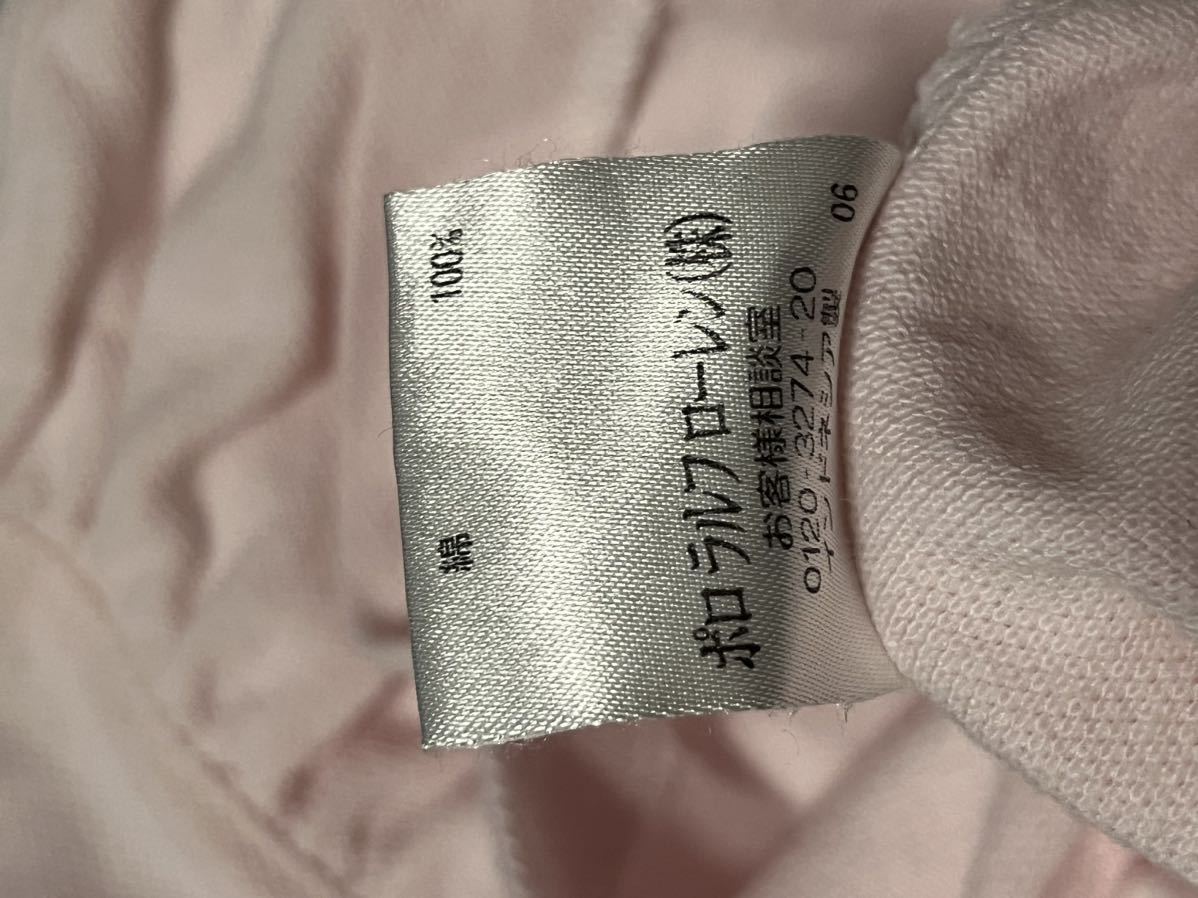 綿 100%
ポロラルフローレン(株)
お客様相談室
0120-3274-20
インドネシア製
06